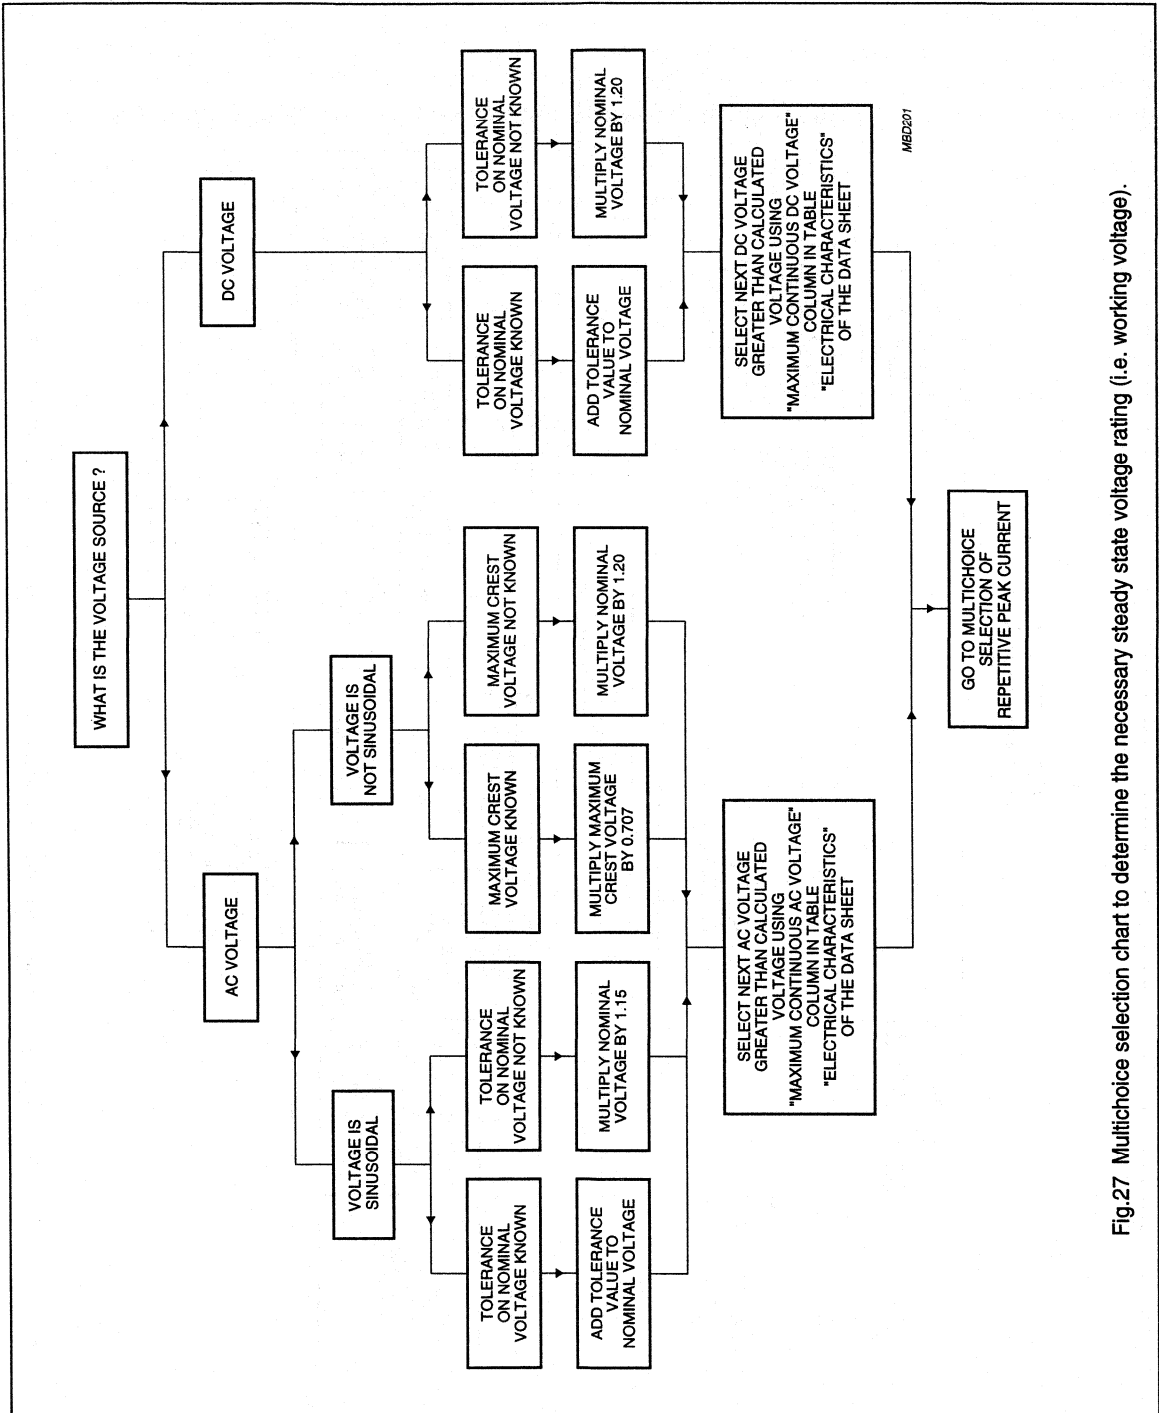 WHAT IS THE VOLTAGE SOURCE ?
AC VOLTAGE
DC VOLTAGE
VOLTAGE IS
SINUSOIDAL
VOLTAGE IS
NOT SINUSOIDAL
TOLERANCE
ON NOMINAL
VOLTAGE KNOWN
TOLERANCE
ON NOMINAL
VOLTAGE NOT KNOWN
MAXIMUM CREST
VOLTAGE KNOWN
MAXIMUM CREST
VOLTAGE NOT KNOWN
TOLERANCE
ON NOMINAL
VOLTAGE KNOWN
TOLERANCE
ON NOMINAL
VOLTAGE NOT KNOWN
ADD TOLERANCE
VALUE TO
NOMINAL VOLTAGE
MULTIPLY NOMINAL
VOLTAGE BY 1.15
MULTIPLY MAXIMUM
CREST VOLTAGE
BY 0.707
MULTIPLY NOMINAL
VOLTAGE BY 1.20
ADD TOLERANCE
VALUE TO
NOMINAL VOLTAGE
MULTIPLY NOMINAL
VOLTAGE BY 1.20
SELECT NEXT AC VOLTAGE
GREATER THAN CALCULATED
VOLTAGE USING
"MAXIMUM CONTINUOUS AC VOLTAGE"
COLUMN IN TABLE
"ELECTRICAL CHARACTERISTICS"
OF THE DATA SHEET
SELECT NEXT DC VOLTAGE
GREATER THAN CALCULATED
VOLTAGE USING
"MAXIMUM CONTINUOUS DC VOLTAGE"
COLUMN IN TABLE
"ELECTRICAL CHARACTERISTICS"
OF THE DATA SHEET
MBD201
GO TO MULTICHOICE
SELECTION OF
REPETITIVE PEAK CURRENT
Fig.27 Multichoice selection chart to determine the necessary steady state voltage rating (i.e. working voltage).